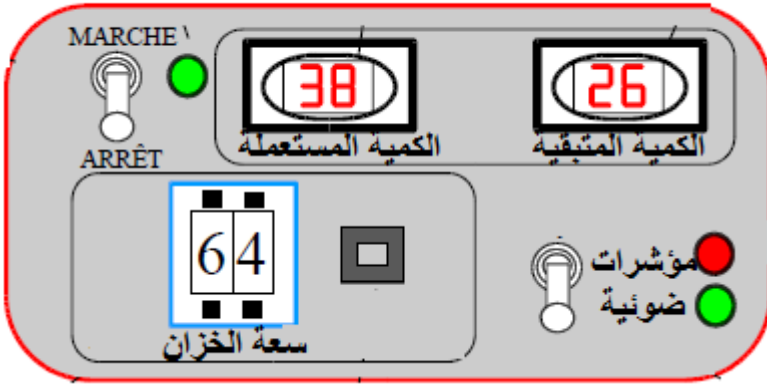 MARCHE
38
26
الكمية المستعملة
الكمية المتبقية
ARRÊT
64
مؤشرات
ضوئية
سعة الخزان